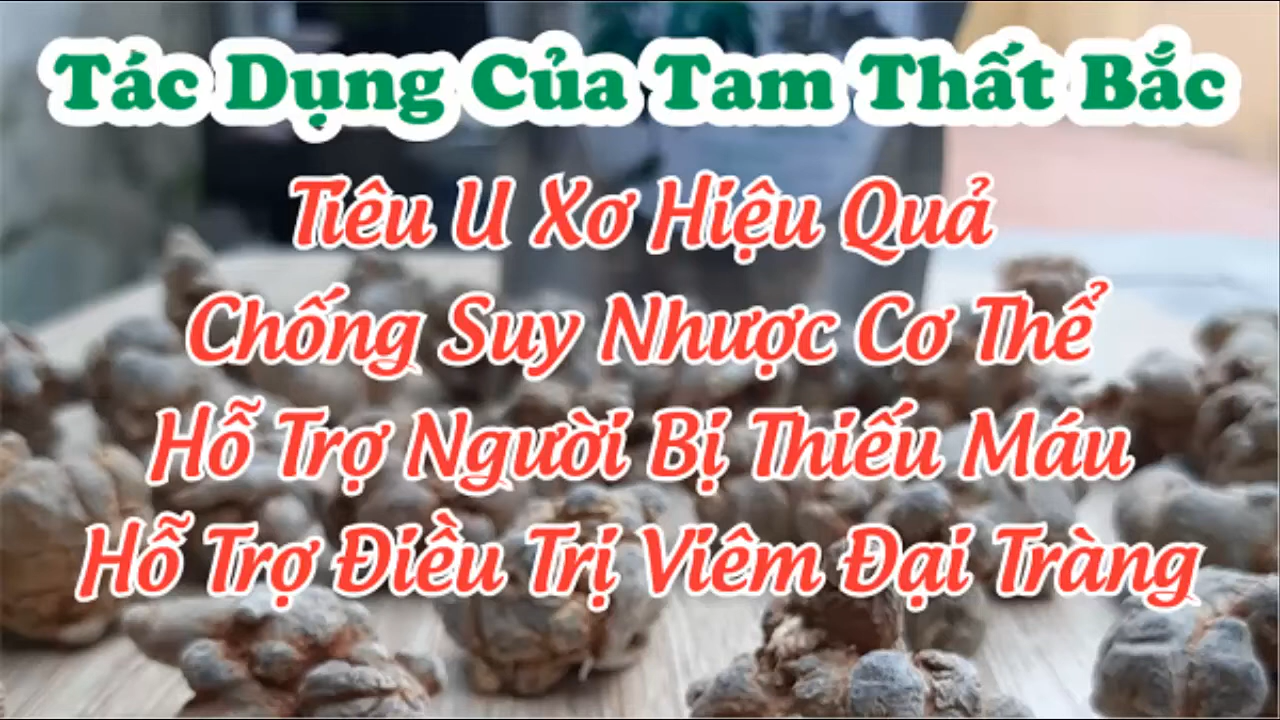 Tác Dụng Của Tam Thất Bắc
Tiêu U Xơ Hiệu Quả
Chống Suy Nhược Cơ Thể
Hỗ Trợ Người Bị Thiếu Máu
Hỗ Trợ Điều Trị Viêm Đại Tràng